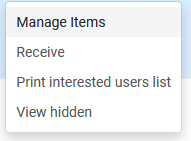 Manage Items
Receive
Print interested users list
View hidden